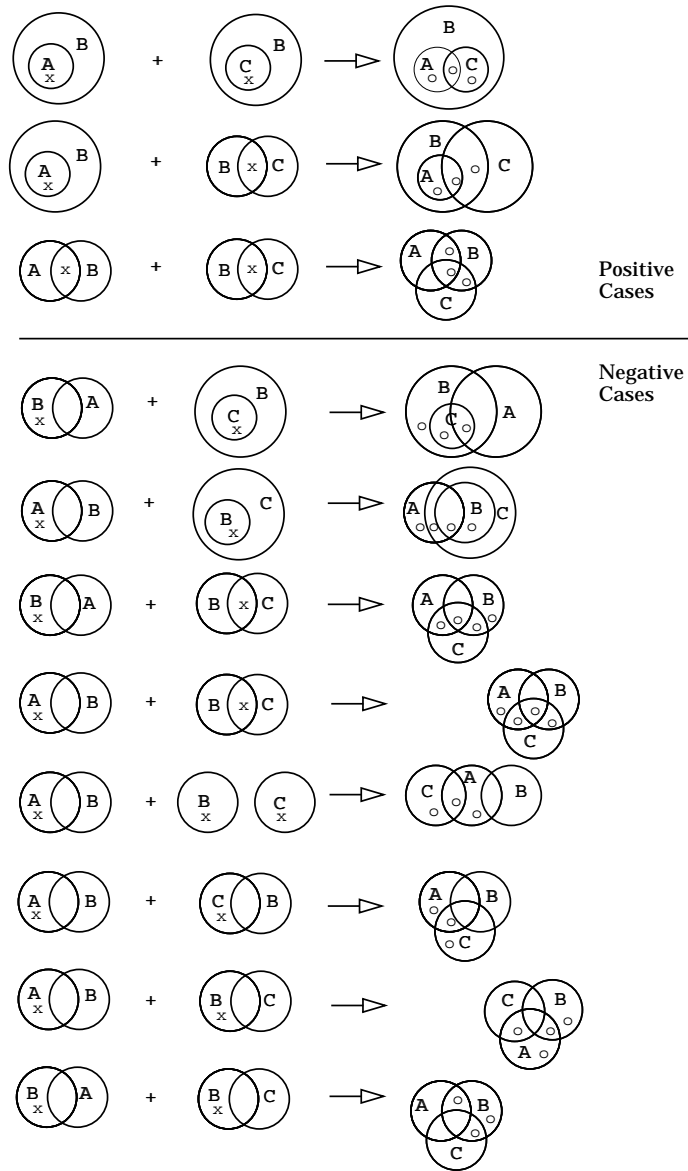 A B + C B B
x x A C
A B + B x C B A C
x
A x B + B x C A B
C
Positive
Cases
Negative
Cases
B A + C B B C A
x x
A B + B C A B C
x x
B A + B x C A B
x C
A B + B x C A B
x C
A B + B C C A B
x x x
A B + C B A B
x x C
A B + B C C B
x x A
B A + B C A B
x x C